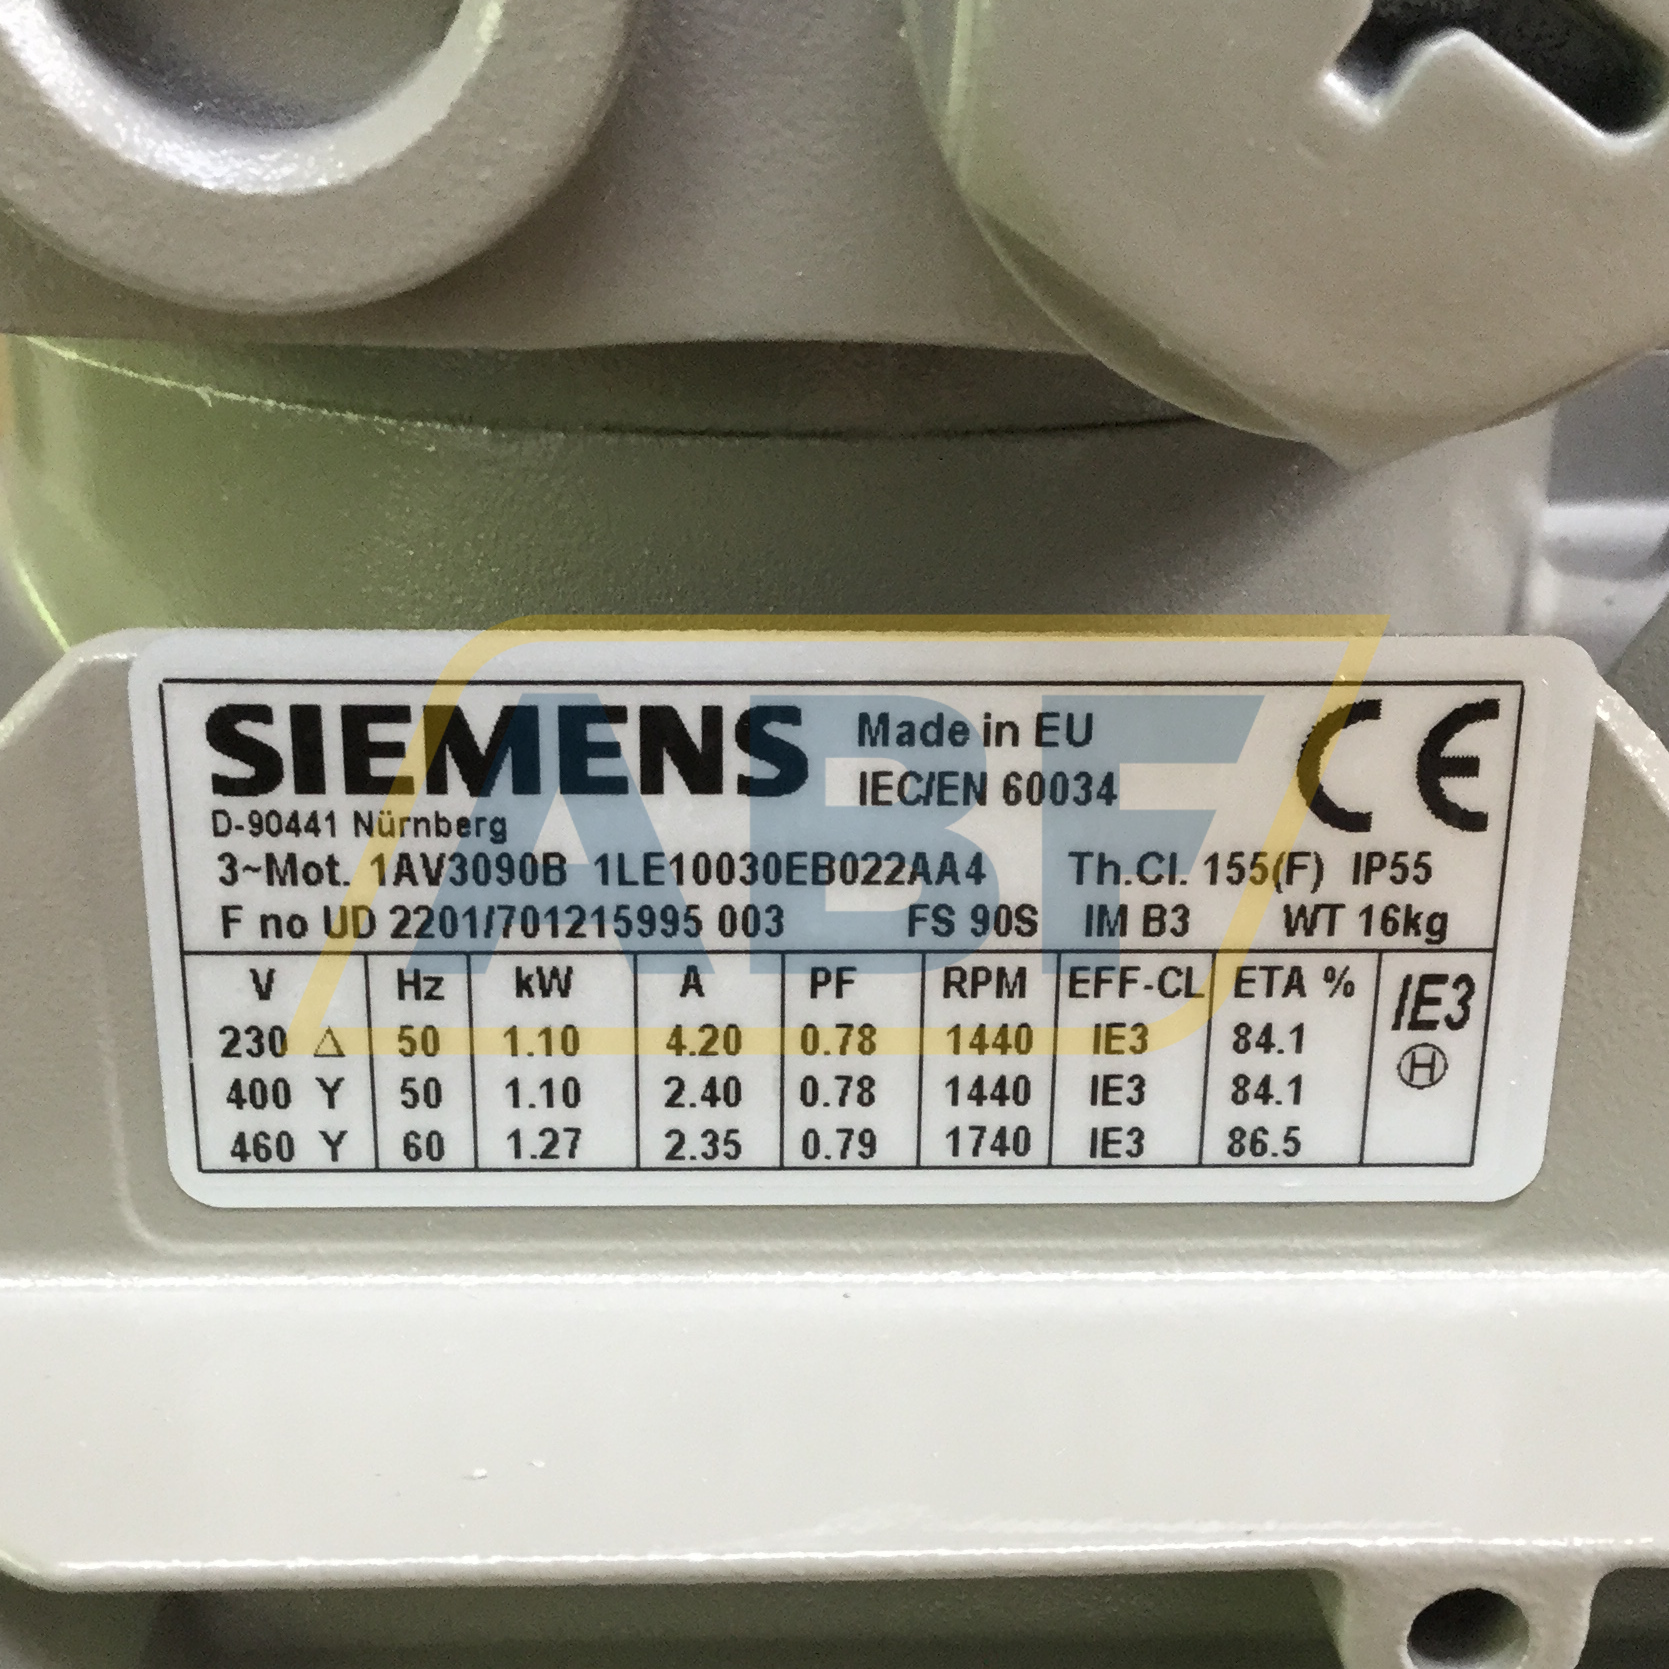 SIEMENS Made in EU CE
IEC/EN 60034
D-90441 Nürnberg
3~Mot. 1AV3090B 1LE10030EB022AA4 Th.Cl. 155(F) IP55
F no UD 2201/701215995 003 FS 90S IM B3 WT 16kg
V Hz kW A PF RPM EFF-CL ETA % IE3
230 Δ 50 1.10 4.20 0.78 1440 IE3 84.1 H
400 Y 50 1.10 2.40 0.78 1440 IE3 84.1
460 Y 60 1.27 2.35 0.79 1740 IE3 86.5
ABF